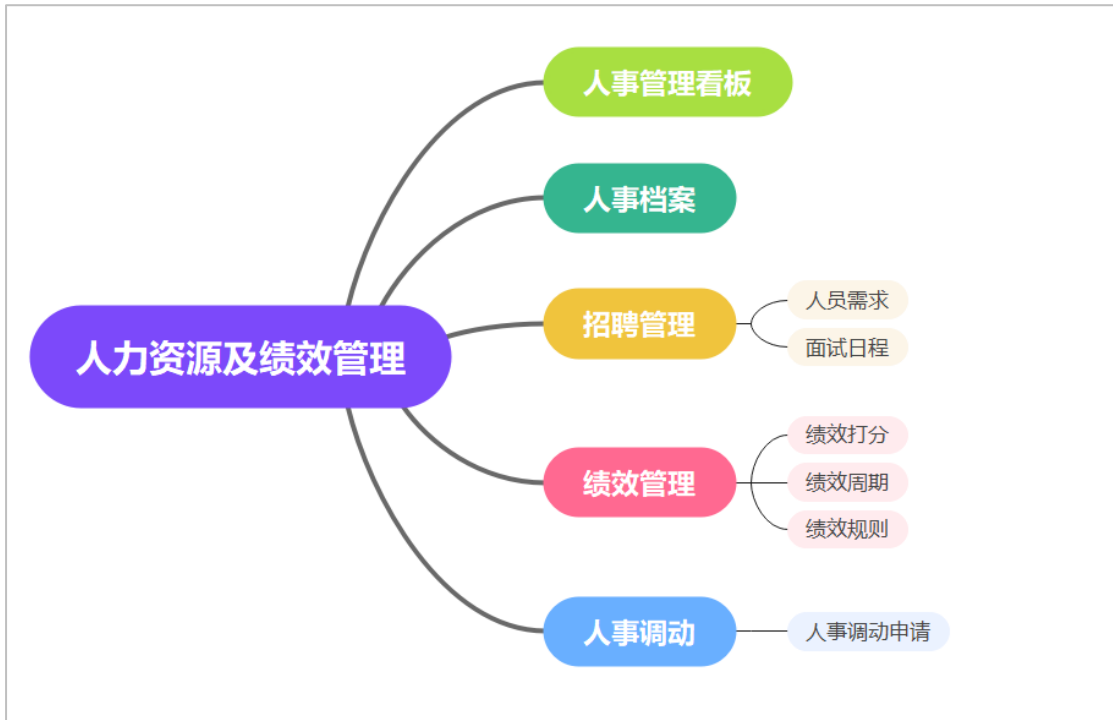 人力资源及绩效管理
人事管理看板
人事档案
招聘管理
人员需求
面试日程
绩效管理
绩效打分
绩效周期
绩效规则
人事调动
人事调动申请